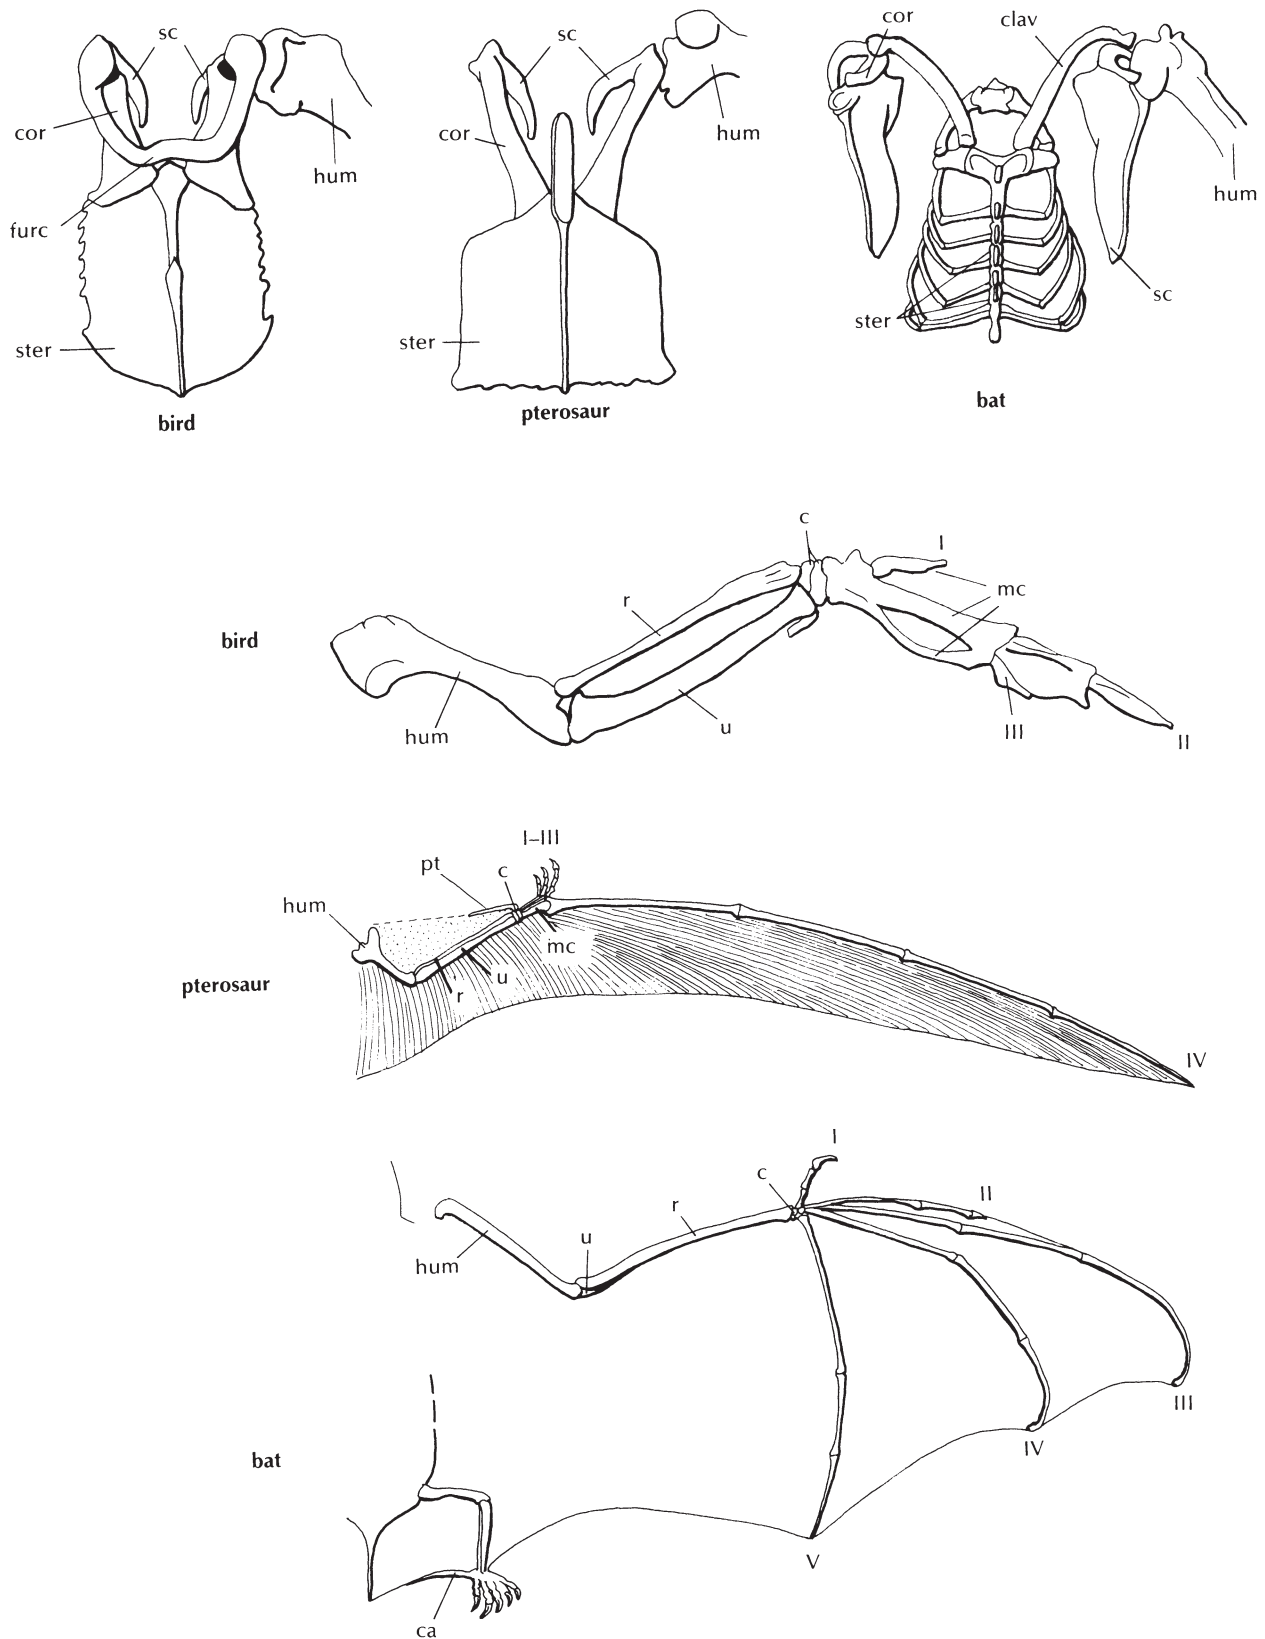 sc
cor
hum
furc
ster
bird
sc
cor
hum
ster
pterosaur
cor
clav
hum
sc
ster
bat
c
I
r
mc
bird
hum
u
III
II
I–III
pt
c
hum
mc
u
r
pterosaur
IV
I
c
II
r
u
hum
III
IV
bat
V
ca